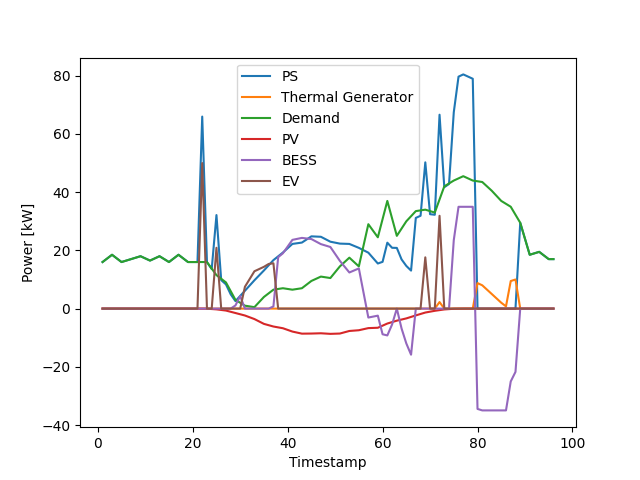 80
60
40
20
0
−20
−40
Power [kW]
PS
Thermal Generator
Demand
PV
BESS
EV
0
20
40
60
80
100
Timestamp